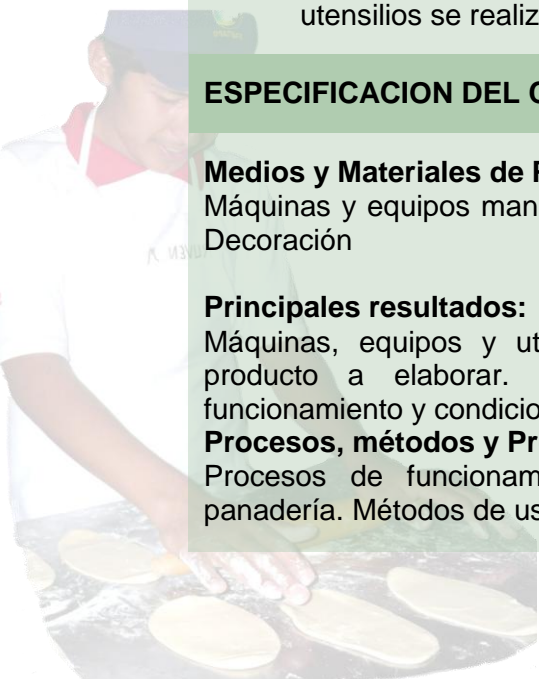 utensilios se realiz
ESPECIFICACION DEL
Medios y Materiales de
Máquinas y equipos man
Decoración
Principales resultados:
Máquinas, equipos y ut
producto a elaborar.
funcionamiento y condicio
Procesos, métodos y Pr
Procesos de funcionam
panadería. Métodos de us